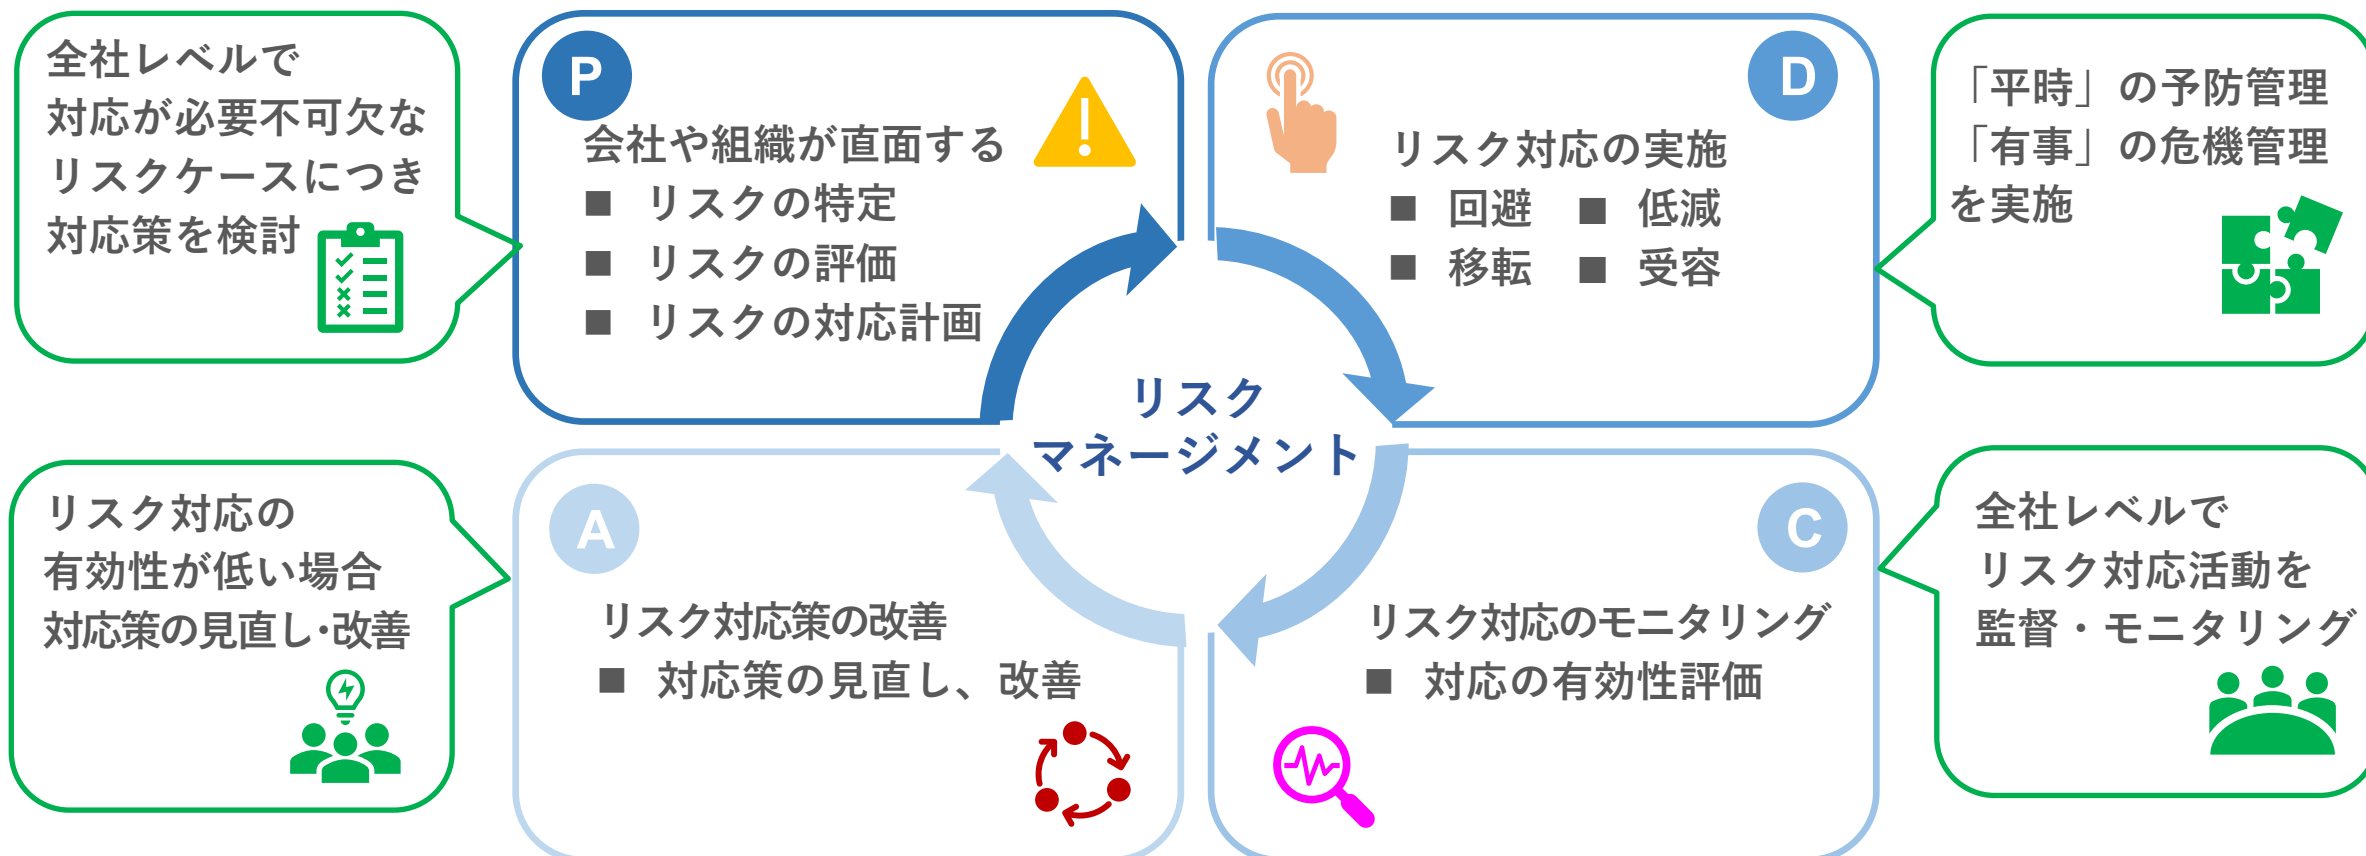 全社レベルで
対応が必要不可欠な
リスクケースにつき
対応策を検討
P
会社や組織が直面する
■ リスクの特定
■ リスクの評価
■ リスクの対応計画
D
リスク対応の実施
■ 回避 ■ 低減
■ 移転 ■ 受容
「平時」の予防管理
「有事」の危機管理
を実施
リスク
マネージメント
リスク対応の
有効性が低い場合
対応策の見直し・改善
A
リスク対応策の改善
■ 対応策の見直し、改善
C
リスク対応のモニタリング
■ 対応の有効性評価
全社レベルで
リスク対応活動を
監督・モニタリング